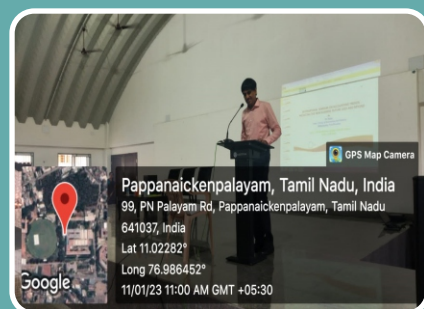 GPS Map Camera
Pappanaickenpalayam, Tamil Nadu, India
99, PN Palayam Rd, Pappanaickenpalayam, Tamil Nadu
641037, India
Lat 11.02282°
Long 76.986452°
11/01/23 11:00 AM GMT +05:30
Google